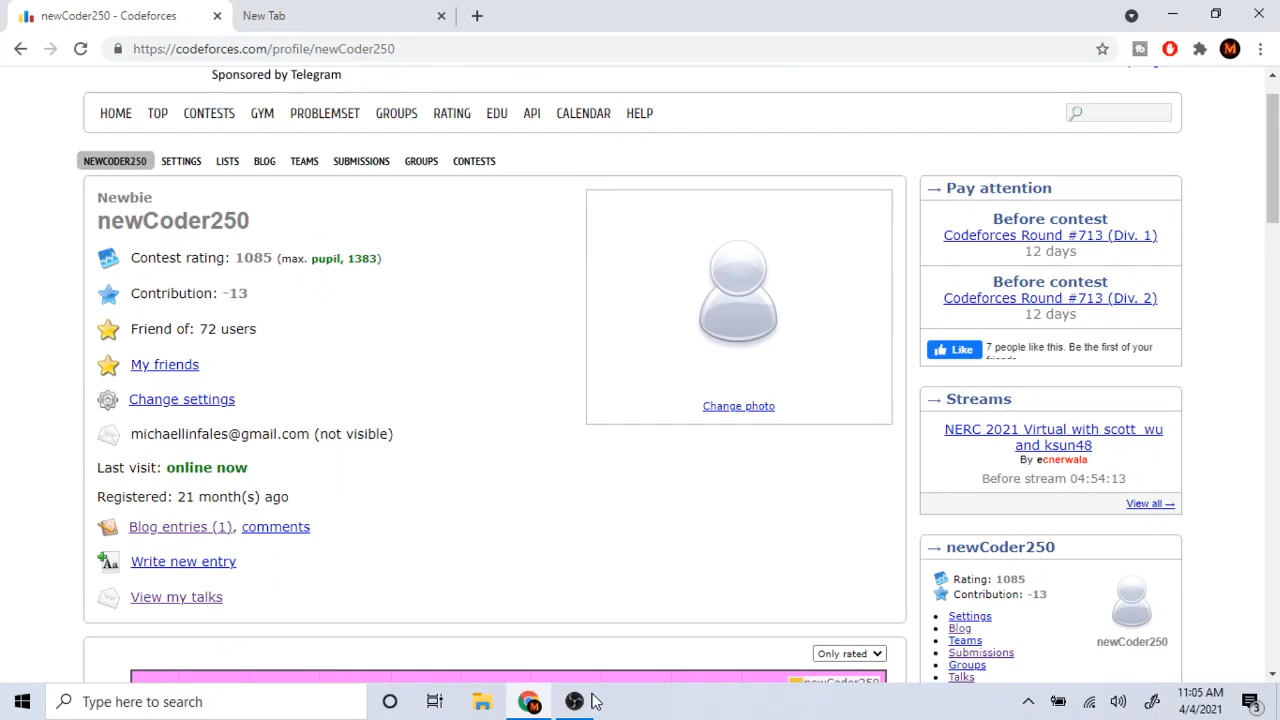 newCoder250 - Codeforces
New Tab
https://codeforces.com/profile/newCoder250
Sponsored by Telegram
HOME TOP CONTESTS GYM PROBLEMSET GROUPS RATING EDU API CALENDAR HELP
NEWCODER250 SETTINGS LISTS BLOG TEAMS SUBMISSIONS GROUPS CONTESTS
Newbie
newCoder250
Contest rating: 1085 (max. pupil, 1383)
Contribution: -13
Friend of: 72 users
My friends
Change settings
michaellinfales@gmail.com (not visible)
Last visit: online now
Registered: 21 month(s) ago
Blog entries (1), comments
Write new entry
View my talks
Change photo
Only rated
newCoder250
→ Pay attention
Before contest
Codeforces Round #713 (Div. 1)
12 days
Before contest
Codeforces Round #713 (Div. 2)
12 days
Like
7 people like this. Be the first of your
friends.
→ Streams
NERC 2021 Virtual with scott_wu
and ksun48
By ecnerwala
Before stream 04:54:13
View all →
→ newCoder250
Rating: 1085
Contribution: -13
Settings
Blog
Teams
Submissions
Groups
Talks
newCoder250
Type here to search
11:05 AM
4/4/2021
3